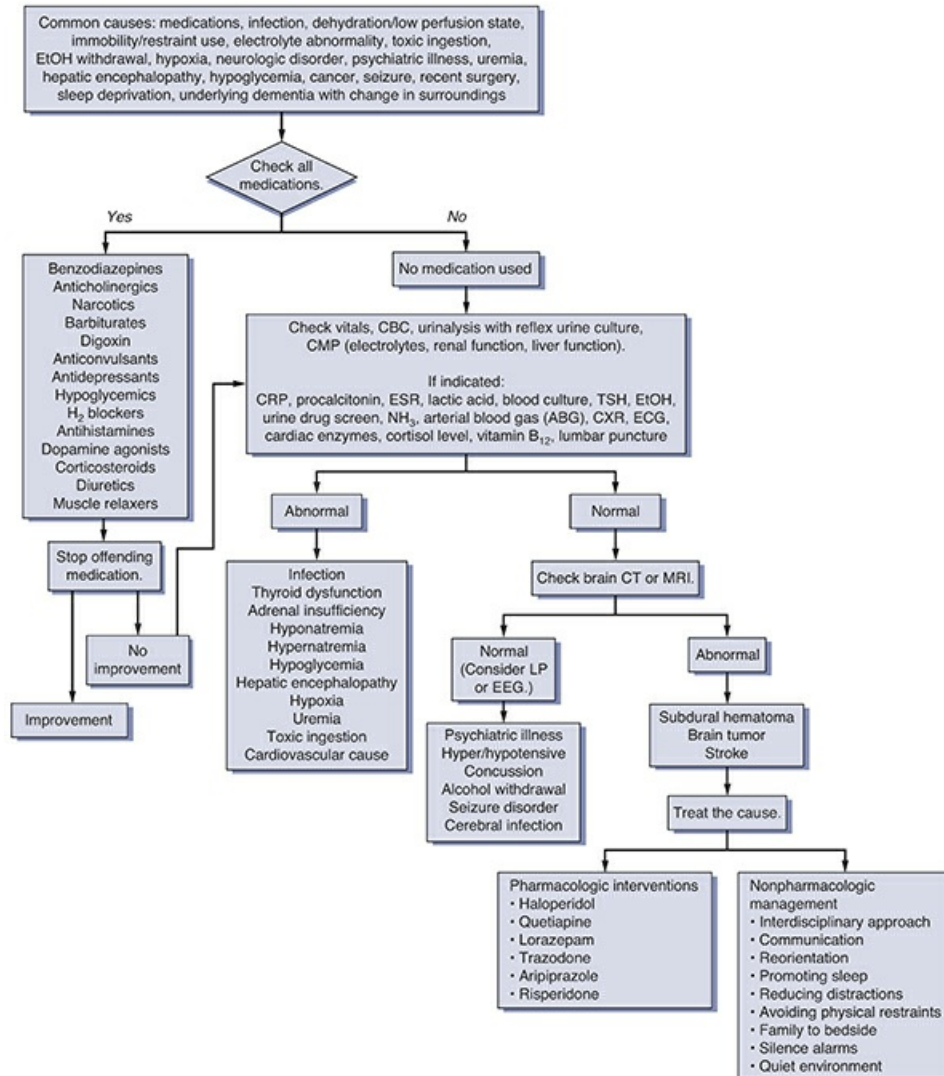 Common causes: medications, infection, dehydration/low perfusion state,
immobility/restraint use, electrolyte abnormality, toxic ingestion,
EtOH withdrawal, hypoxia, neurologic disorder, psychiatric illness, uremia,
hepatic encephalopathy, hypoglycemia, cancer, seizure, recent surgery,
sleep deprivation, underlying dementia with change in surroundings
Check all
medications.
Yes
No
Benzodiazepines
Anticholinergics
Narcotics
Barbiturates
Digoxin
Anticonvulsants
Antidepressants
Hypoglycemics
H₂ blockers
Antihistamines
Dopamine agonists
Corticosteroids
Diuretics
Muscle relaxers
No medication used
Check vitals, CBC, urinalysis with reflex urine culture,
CMP (electrolytes, renal function, liver function).
If indicated:
CRP, procalcitonin, ESR, lactic acid, blood culture, TSH, EtOH,
urine drug screen, NH₃, arterial blood gas (ABG), CXR, ECG,
cardiac enzymes, cortisol level, vitamin B₁₂, lumbar puncture
Stop offending
medication.
No
improvement
Improvement
Abnormal
Normal
Infection
Thyroid dysfunction
Adrenal insufficiency
Hyponatremia
Hypernatremia
Hypoglycemia
Hepatic encephalopathy
Hypoxia
Uremia
Toxic ingestion
Cardiovascular cause
Check brain CT or MRI.
Normal
(Consider LP
or EEG.)
Abnormal
Psychiatric illness
Hyper/hypotensive
Concussion
Alcohol withdrawal
Seizure disorder
Cerebral infection
Subdural hematoma
Brain tumor
Stroke
Treat the cause.
Pharmacologic interventions
• Haloperidol
• Quetiapine
• Lorazepam
• Trazodone
• Aripiprazole
• Risperidone
Nonpharmacologic
management
• Interdisciplinary approach
• Communication
• Reorientation
• Promoting sleep
• Reducing distractions
• Avoiding physical restraints
• Family to bedside
• Silence alarms
• Quiet environment